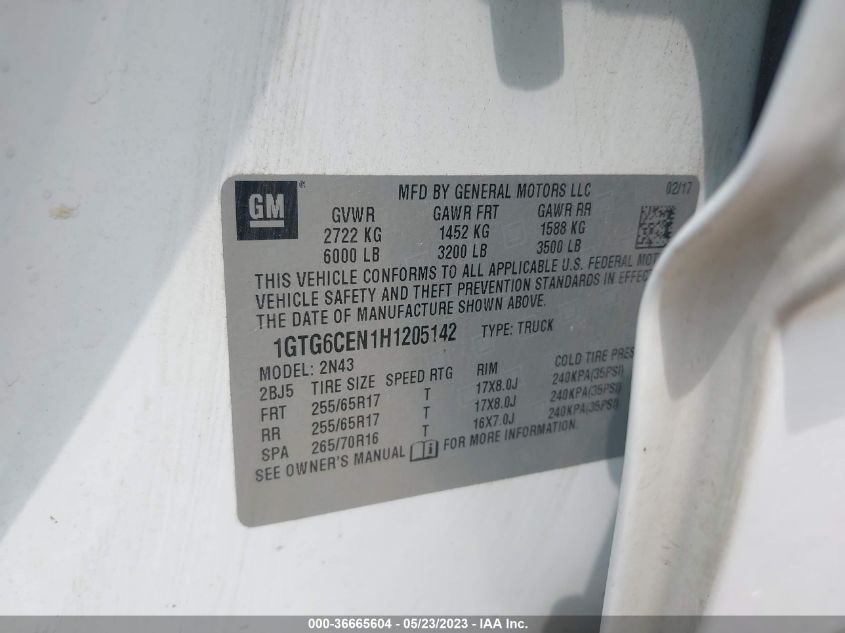 GM ®
MFD BY GENERAL MOTORS LLC 02/17
GVWR GAWR FRT GAWR RR
2722 KG 1452 KG 1588 KG
6000 LB 3200 LB 3500 LB
THIS VEHICLE CONFORMS TO ALL APPLICABLE U.S. FEDERAL
VEHICLE SAFETY AND THEFT PREVENTION STANDARDS IN
THE DATE OF MANUFACTURE SHOWN ABOVE.
1GTG6CEN1H1205142 TYPE: TRUCK
MODEL: 2N43
2BJ5 TIRE SIZE SPEED RTG RIM COLD TIRE
FRT 255/65R17 T 17X8.0J 240KPA(35PSI)
RR 255/65R17 T 17X8.0J 240KPA(35PSI)
SPA 265/70R16 T 16X7.0J 240KPA(35PSI)
SEE OWNER'S MANUAL FOR MORE INFORMATION.
000-36665604 - 05/23/2023 - IAA Inc.